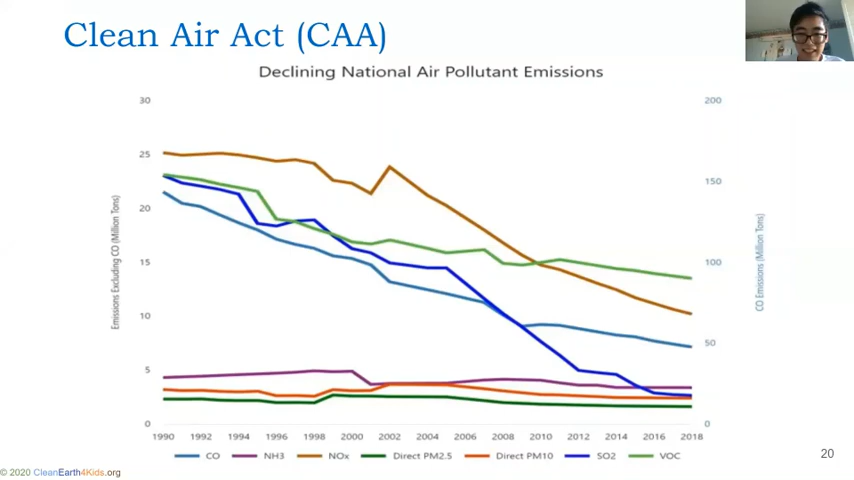 Clean Air Act (CAA)
Declining National Air Pollutant Emissions
30
25
20
15
10
5
0
Emissions Excluding CO (Million Tons)
200
150
100
50
0
CO Emissions (Million Tons)
1990 1992 1994 1996 1998 2000 2002 2004 2006 2008 2010 2012 2014 2016 2018
CO NH3 NOx Direct PM2.5 Direct PM10 SO2 VOC
20
© 2020 CleanEarth4Kids.org